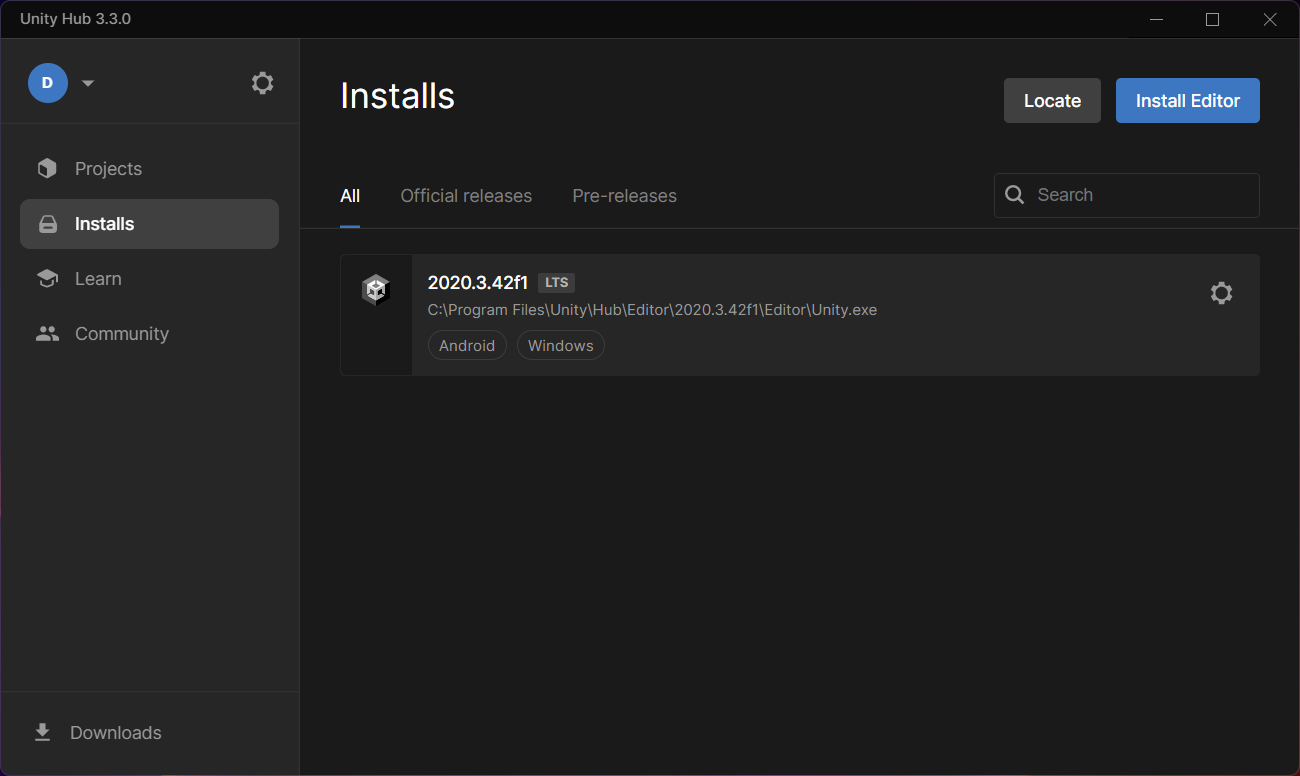 Unity Hub 3.3.0
D
Projects
Installs
Learn
Community
Downloads
Installs
Locate
Install Editor
All
Official releases
Pre-releases
Search
2020.3.42f1 LTS
C:\Program Files\Unity\Hub\Editor\2020.3.42f1\Editor\Unity.exe
Android
Windows